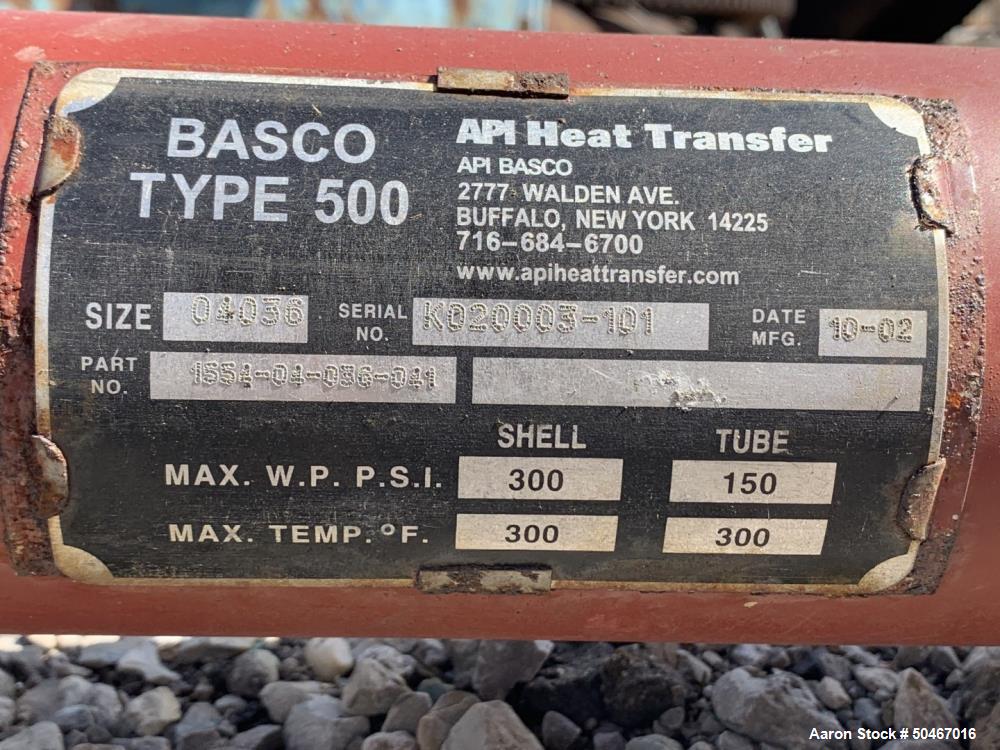 BASCO
TYPE 500
API Heat Transfer
API BASCO
2777 WALDEN AVE.
BUFFALO, NEW YORK 14225
716-684-6700
www.apiheattransfer.com
SIZE 04036 SERIAL NO. K020003-101 DATE MFG. 10-02
PART NO. 1554-04-036-041
SHELL TUBE
MAX. W.P. P.S.I. 300 150
MAX. TEMP. °F. 300 300
Aaron Stock # 50467016